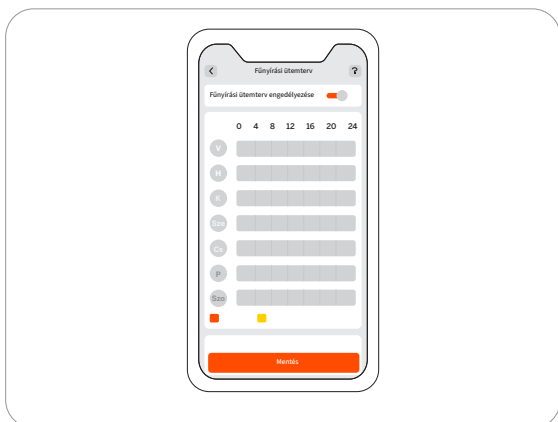 Fűnyírási ütemterv ?
Fűnyírási ütemterv engedélyezése
0 4 8 12 16 20 24
V
H
K
Sze
Cs
P
Szo
Mentés